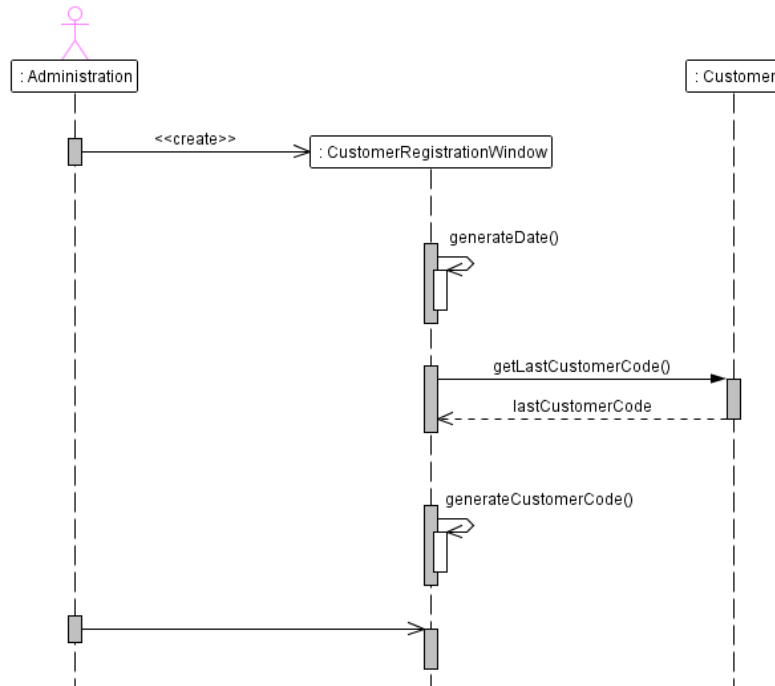 : Administration
: Customer
<<create>>
: CustomerRegistrationWindow
generateDate()
getLastCustomerCode()
lastCustomerCode
generateCustomerCode()